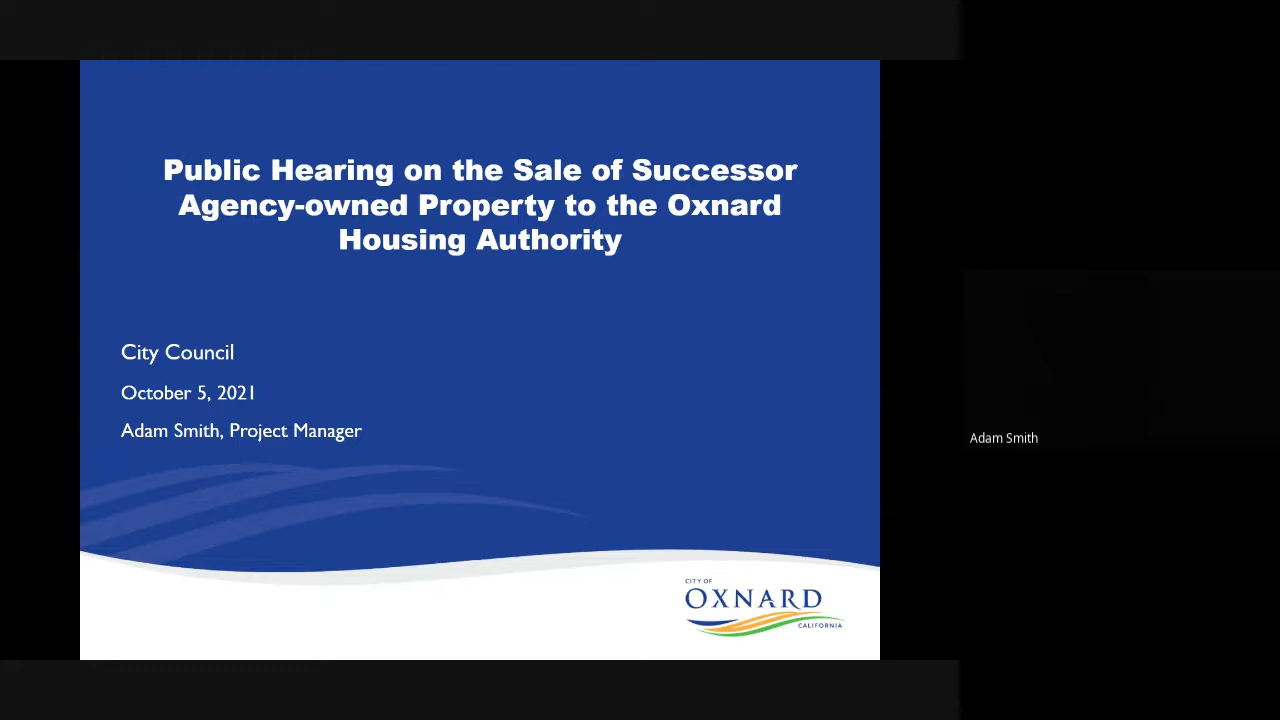 Public Hearing on the Sale of Successor
Agency-owned Property to the Oxnard
Housing Authority
City Council
October 5, 2021
Adam Smith, Project Manager
Adam Smith
CITY OF
OXNARD
CALIFORNIA